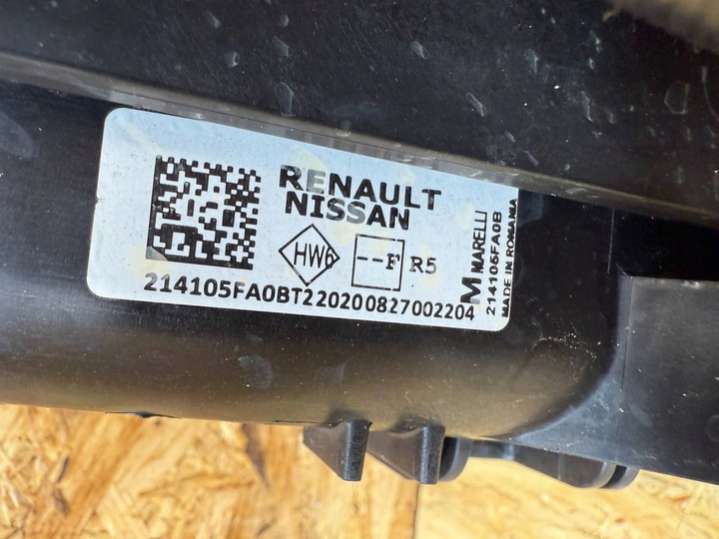 RENAULT
NISSAN
HW6
--F R5
214105FA0BT220200827002204
M MARELLI
214105FA0B
MADE IN ROMANIA